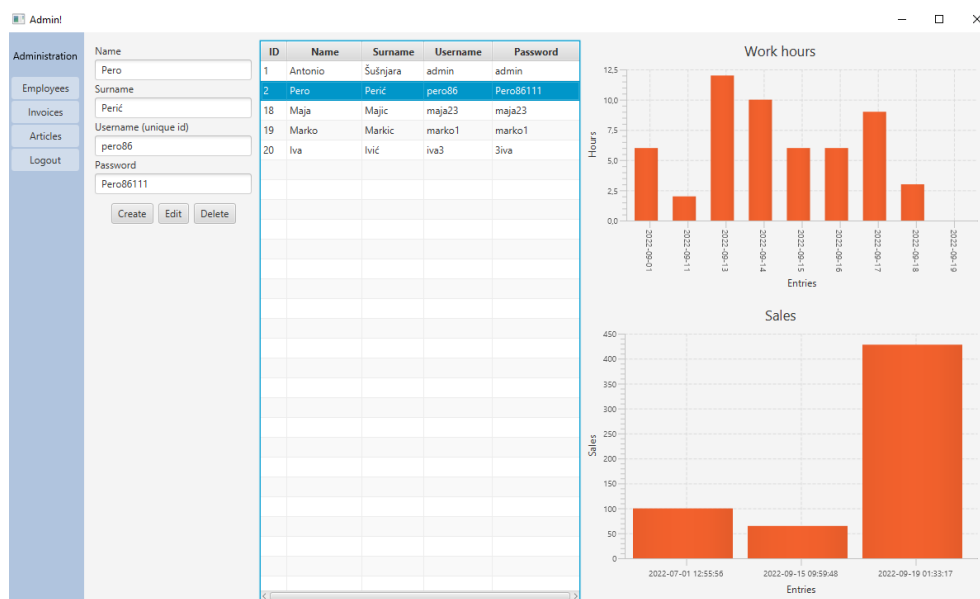 Admin!
Administration
Employees
Invoices
Articles
Logout
Name
Pero
Surname
Perić
Username (unique id)
pero86
Password
Pero86111
Create Edit Delete
ID Name Surname Username Password
1 Antonio Šušnjara admin admin
2 Pero Perić pero86 Pero86111
18 Maja Majic maja23 maja23
19 Marko Markic marko1 marko1
20 Iva Ivić iva3 3iva
Work hours
12,5
10,0
7,5
5,0
2,5
0,0
Hours
2022-09-01 2022-09-11 2022-09-13 2022-09-14 2022-09-15 2022-09-16 2022-09-17 2022-09-18 2022-09-19
Entries
Sales
450
400
350
300
250
200
150
100
50
0
Sales
2022-07-01 12:55:56 2022-09-15 09:59:48 2022-09-19 01:33:17
Entries